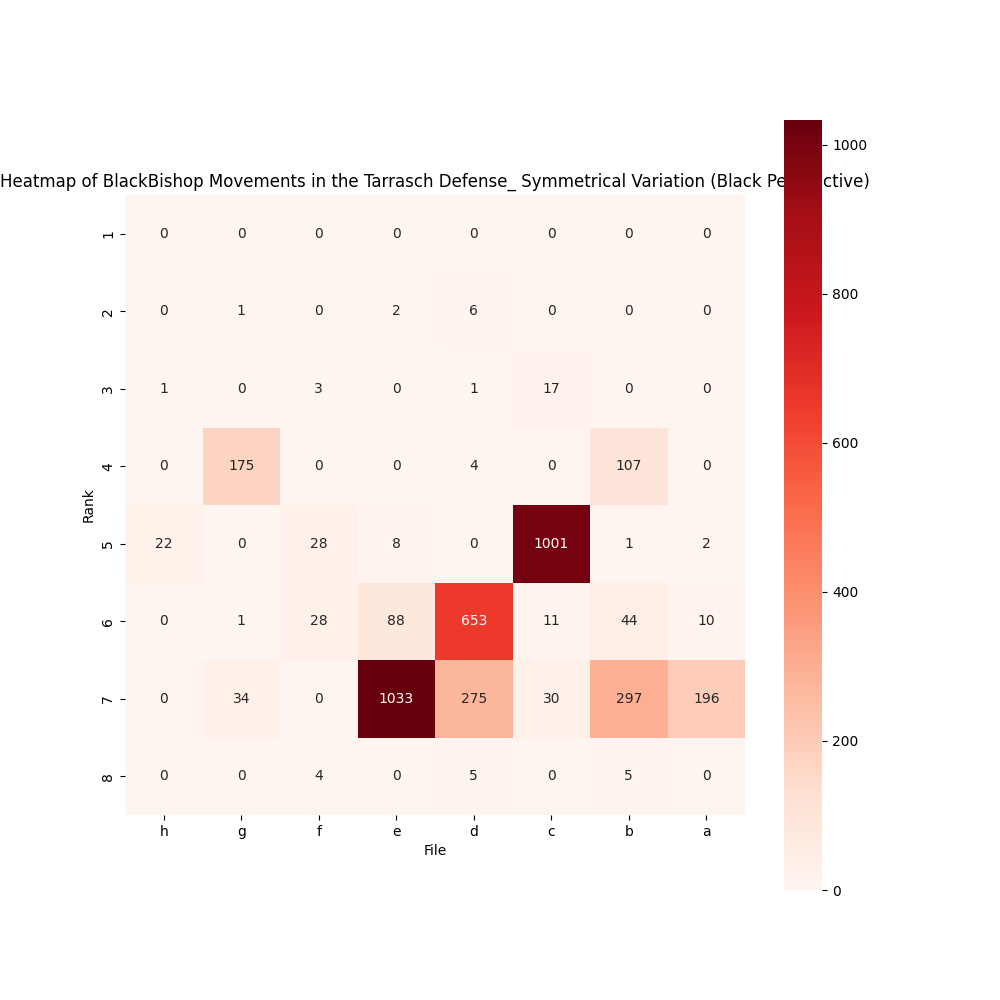 Heatmap of BlackBishop Movements in the Tarrasch Defense_ Symmetrical Variation (Black Pe ctive)
1 0 0 0 0 0 0 0 0
2 0 1 0 2 6 0 0 0
3 1 0 3 0 1 17 0 0
4 0 175 0 0 4 0 107 0
Rank
5 22 0 28 8 0 1001 1 2
6 0 1 28 88 653 11 44 10
7 0 34 0 1033 275 30 297 196
8 0 0 4 0 5 0 5 0
h g f e d c b a
File
1000
800
600
400
200
0